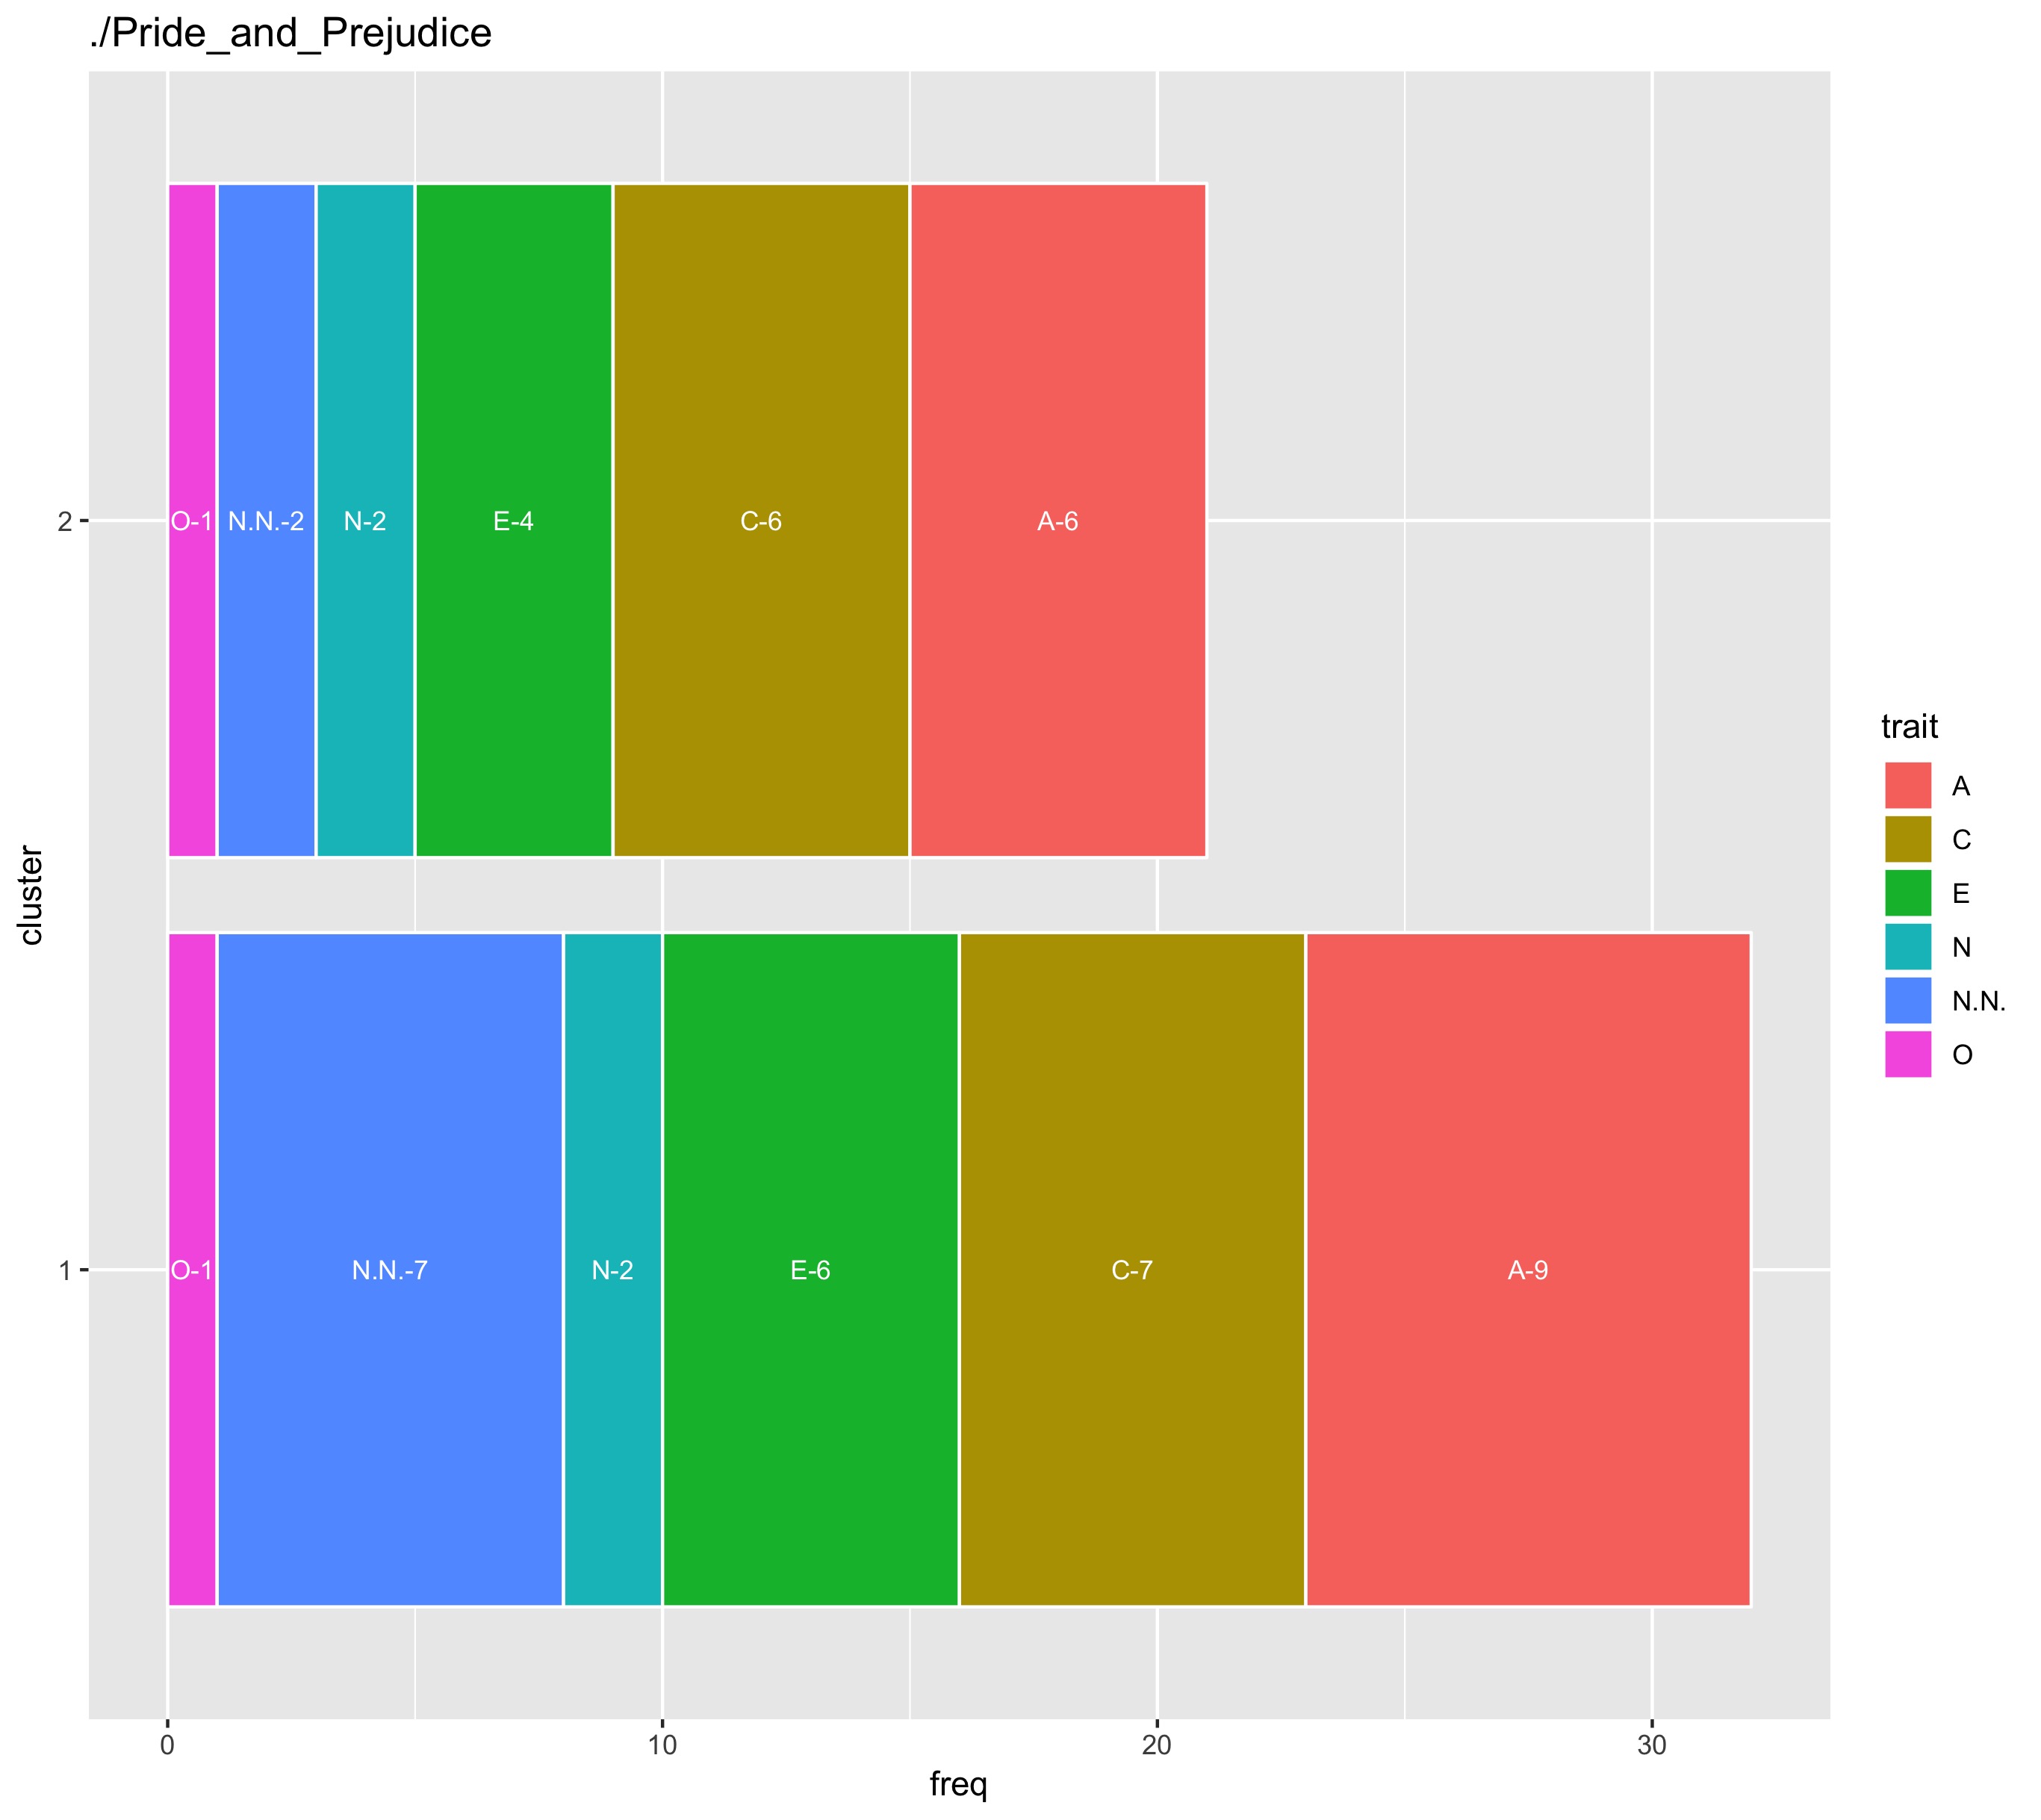 ./Pride_and_Prejudice
cluster
2
O-1 N.N.-2 N-2 E-4 C-6 A-6
1
O-1 N.N.-7 N-2 E-6 C-7 A-9
0 10 20 30
freq
trait
A
C
E
N
N.N.
O